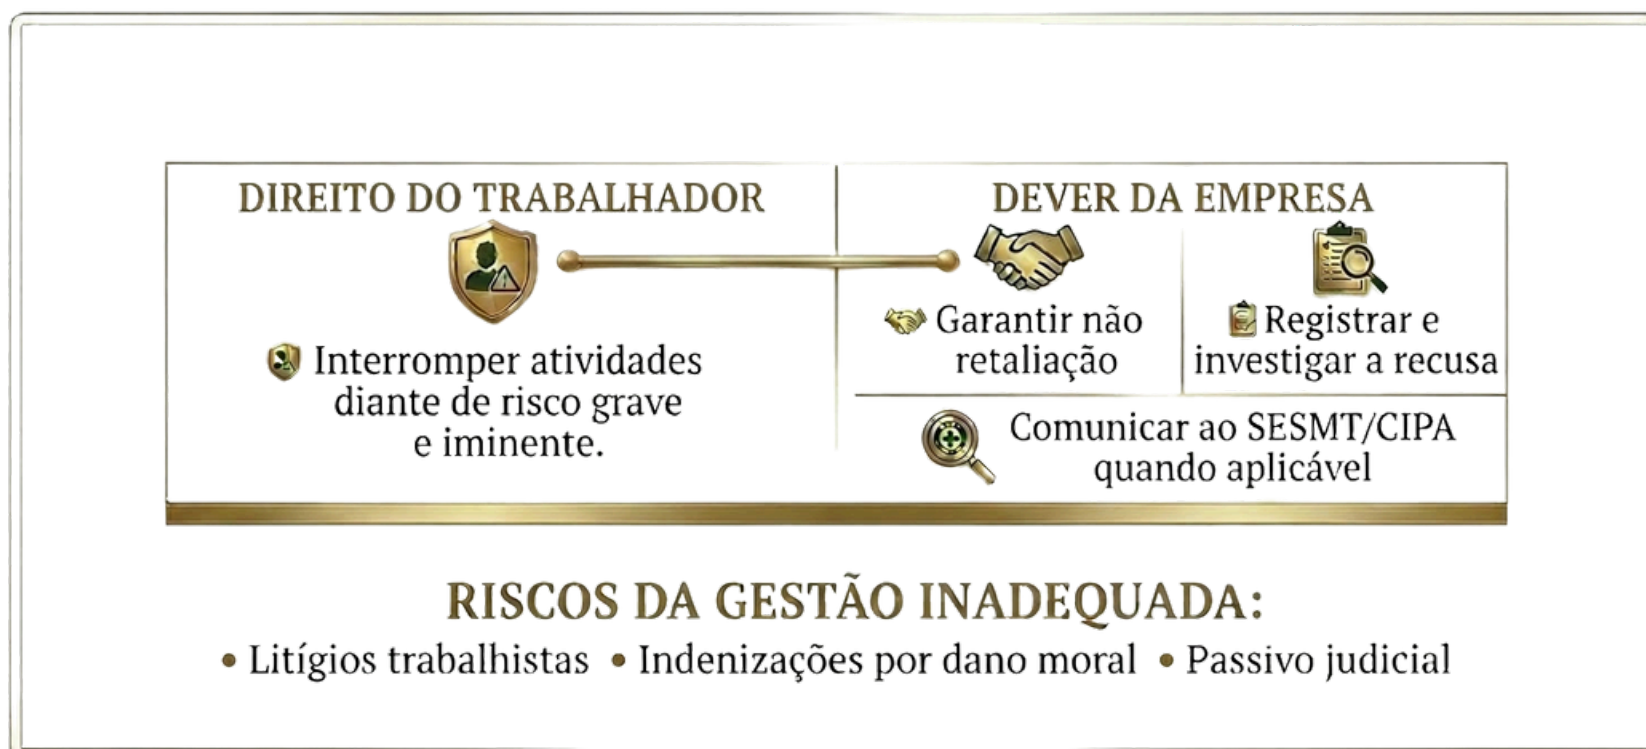 DIREITO DO TRABALHADOR
Interromper atividades
diante de risco grave
e iminente.
DEVER DA EMPRESA
Garantir não
retaliação
Registrar e
investigar a recusa
Comunicar ao SESMT/CIPA
quando aplicável
RISCOS DA GESTÃO INADEQUADA:
• Litígios trabalhistas • Indenizações por dano moral • Passivo judicial